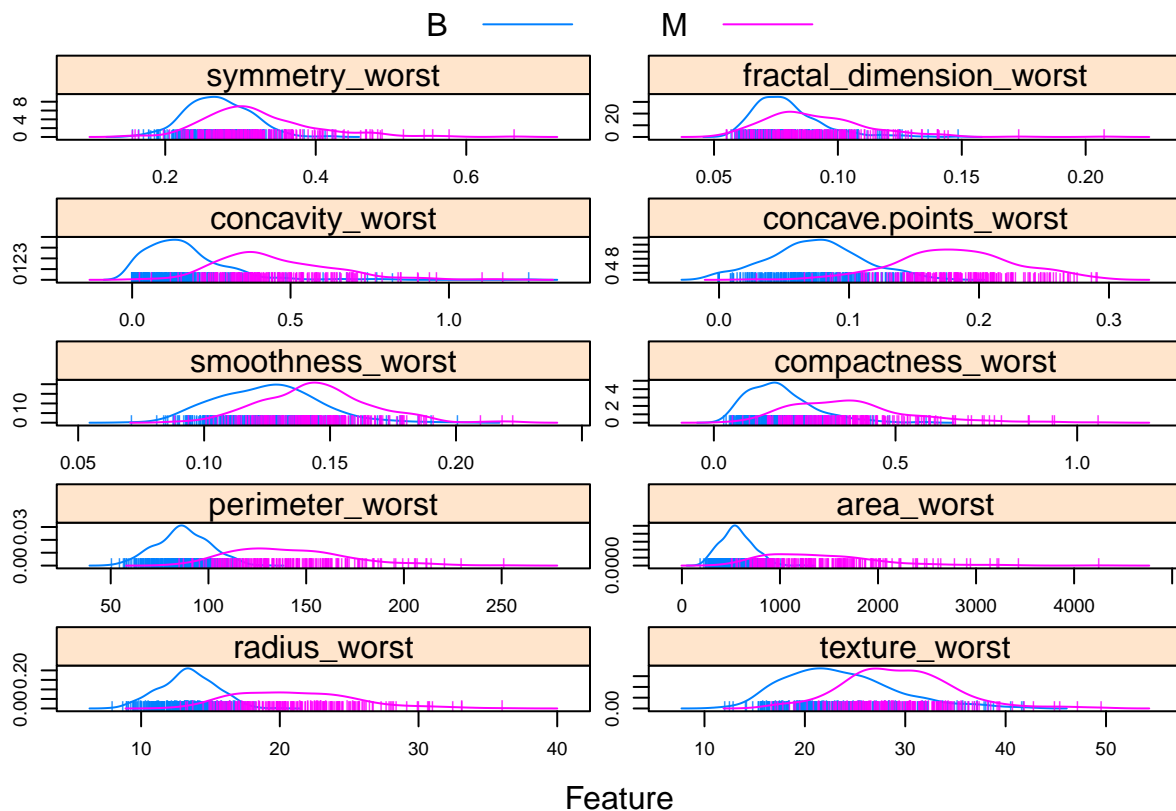 B M
symmetry_worst fractal_dimension_worst
0 4 8 0 20
0.2 0.4 0.6 0.05 0.10 0.15 0.20
concavity_worst concave.points_worst
0123 0 4 8
0.0 0.5 1.0 0.0 0.1 0.2 0.3
smoothness_worst compactness_worst
0 10 0 2 4
0.05 0.10 0.15 0.20 0.0 0.5 1.0
perimeter_worst area_worst
0.00 0.03 0.0000
50 100 150 200 250 0 1000 2000 3000 4000
radius_worst texture_worst
0.00 0.20 0.00
10 20 30 40 10 20 30 40 50
Feature